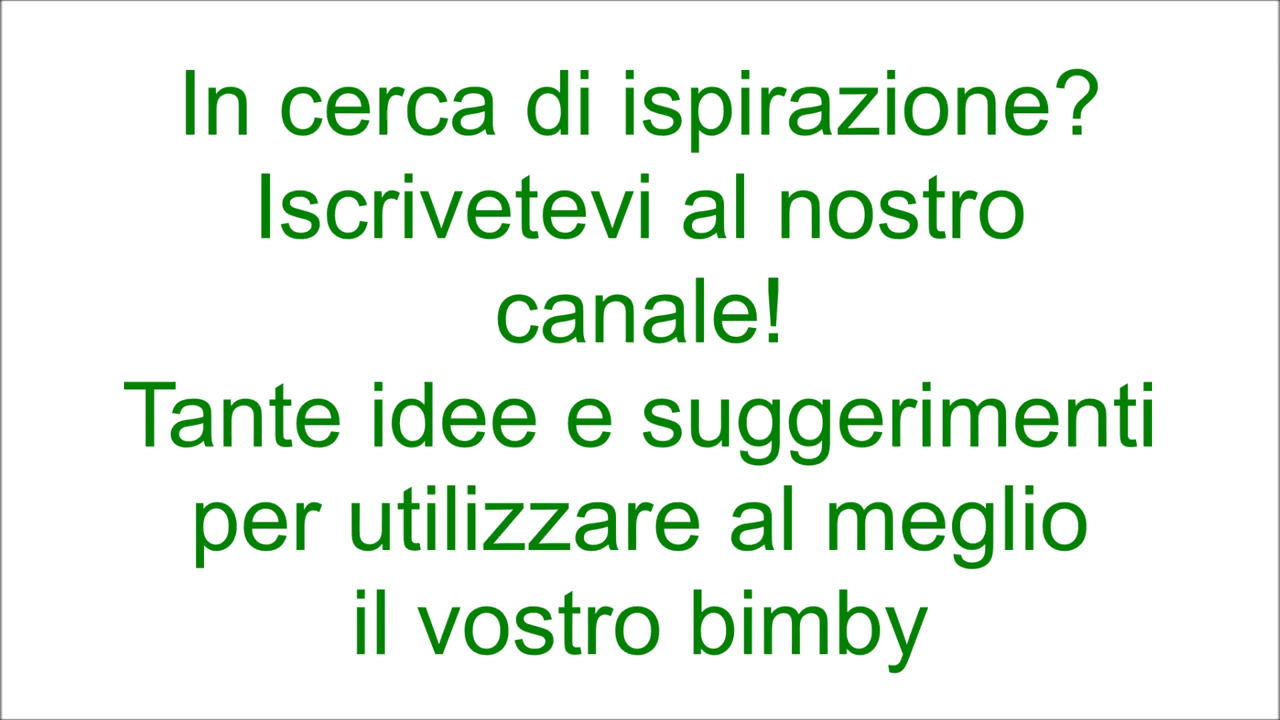 In cerca di ispirazione?
Iscrivetevi al nostro
canale!
Tante idee e suggerimenti
per utilizzare al meglio
il vostro bimby